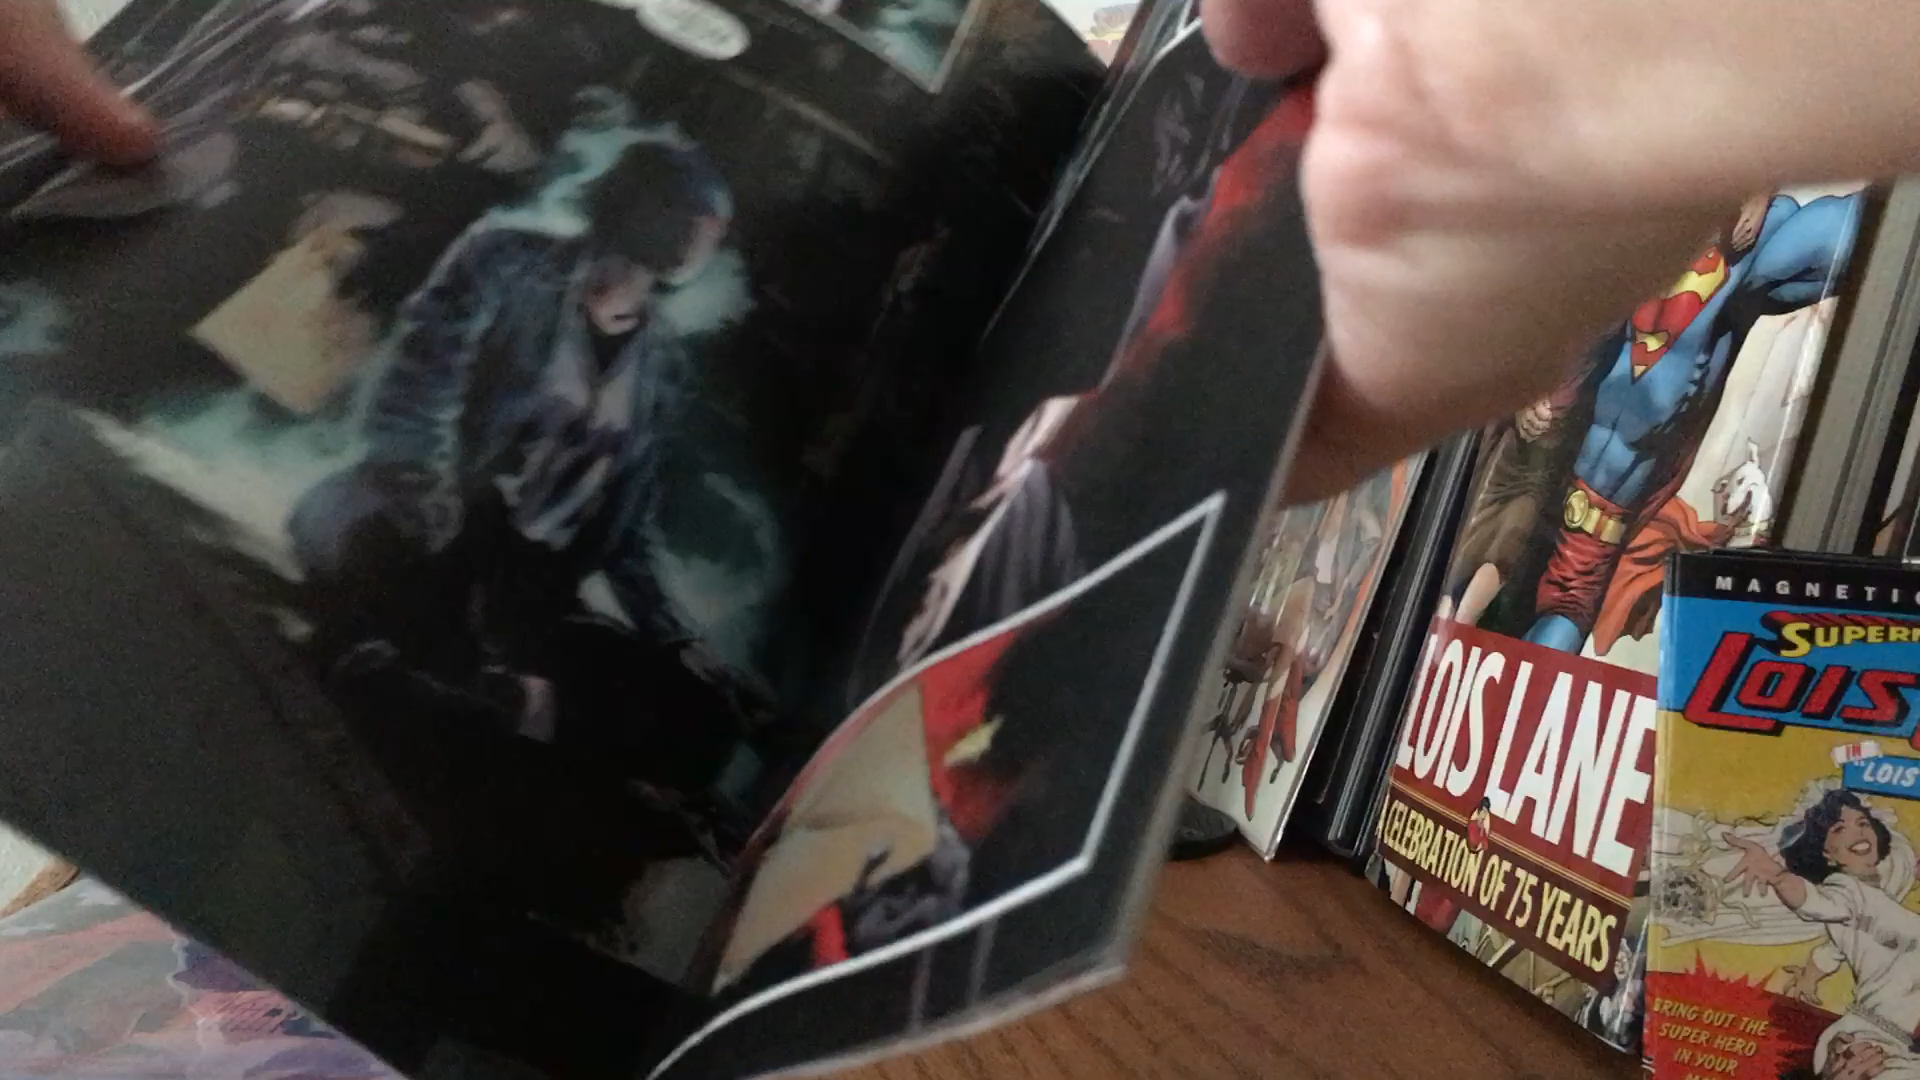 LOIS LANE
A CELEBRATION OF 75 YEARS
MAGNETIC
SUPER
LOIS
"LOIS
BRING OUT THE
SUPER HERO
IN YOUR